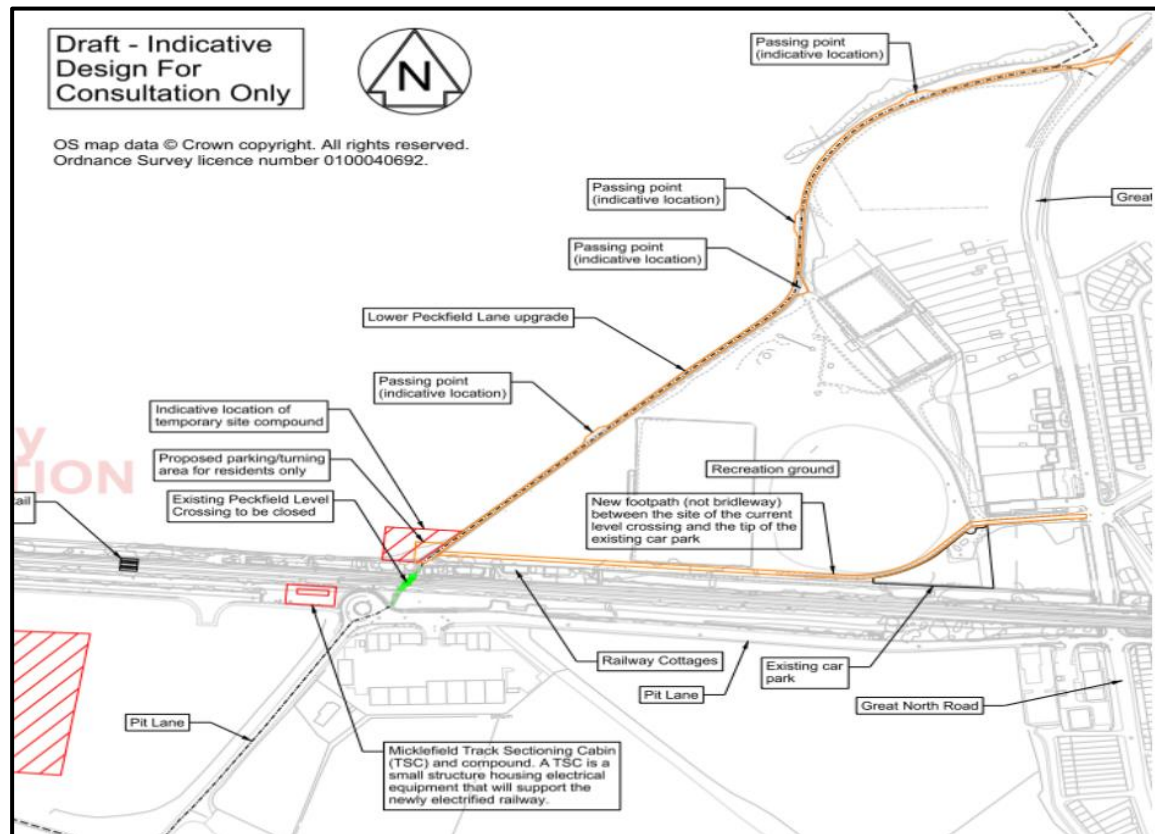 Draft - Indicative
Design For
Consultation Only
N
OS map data © Crown copyright. All rights reserved.
Ordnance Survey licence number 0100040692.
Passing point
(indicative location)
Passing point
(indicative location)
Great
Passing point
(indicative location)
Lower Peckfield Lane upgrade
Passing point
(indicative location)
Indicative location of
temporary site compound
Proposed parking/turning
area for residents only
Recreation ground
Existing Peckfield Level
Crossing to be closed
New footpath (not bridleway)
between the site of the current
level crossing and the tip of the
existing car park
y
TION
ail
Railway Cottages
Existing car
park
Pit Lane
Great North Road
Pit Lane
Micklefield Track Sectioning Cabin
(TSC) and compound. A TSC is a
small structure housing electrical
equipment that will support the
newly electrified railway.